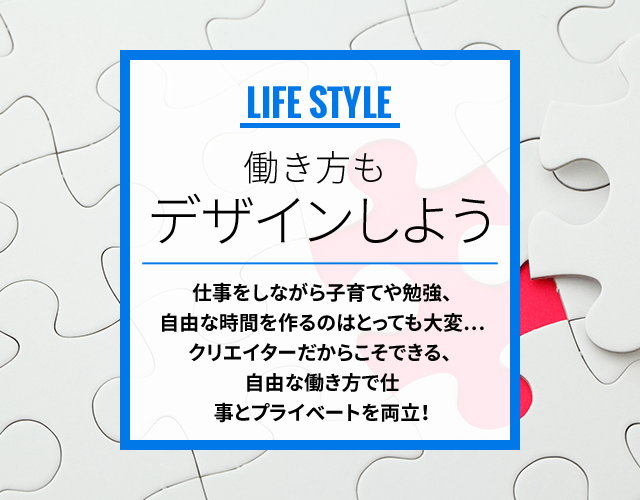 LIFE STYLE
働き方も
デザインしよう
仕事をしながら子育てや勉強、
自由な時間を作るのはとっても大変…
クリエイターだからこそできる、
自由な働き方で仕
事とプライベートを両立！